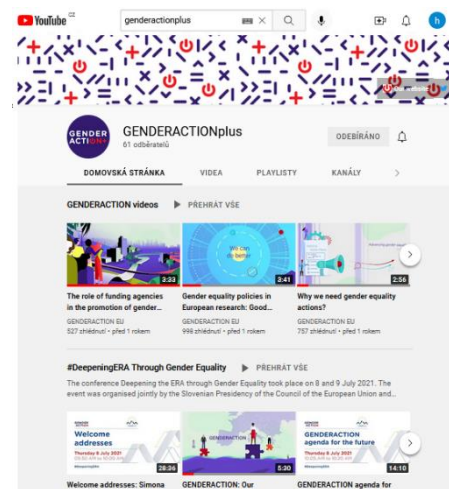 YouTube CZ
genderactionplus
h
GENDER
ACTION+
GENDERACTIONplus
61 odběratelů
ODEBÍRÁNO
DOMOVSKÁ STRÁNKA VIDEA PLAYLISTY KANÁLY
GENDERACTION videos PŘEHRÁT VŠE
We can
do better
3:33 3:41 2:56
The role of funding agencies
in the promotion of gender...
GENDERACTION EU
527 zhlédnutí • před 1 rokem
Gender equality policies in
European research: Good...
GENDERACTION EU
998 zhlédnutí • před 1 rokem
Why we need gender equality
actions?
GENDERACTION EU
757 zhlédnutí • před 1 rokem
#DeepeningERA Through Gender Equality PŘEHRÁT VŠE
The conference Deepening the ERA through Gender Equality took place on 8 and 9 July 2021. The
event was organised jointly by the Slovenian Presidency of the Council of the European Union and...
Welcome
addresses
Thursday 8 July 2021
28:36
GENDERACTION
5:30
GENDERACTION
agenda for the future
Thursday 8 July 2021
14:10
Welcome addresses: Simona
GENDERACTION: Our
GENDERACTION agenda for